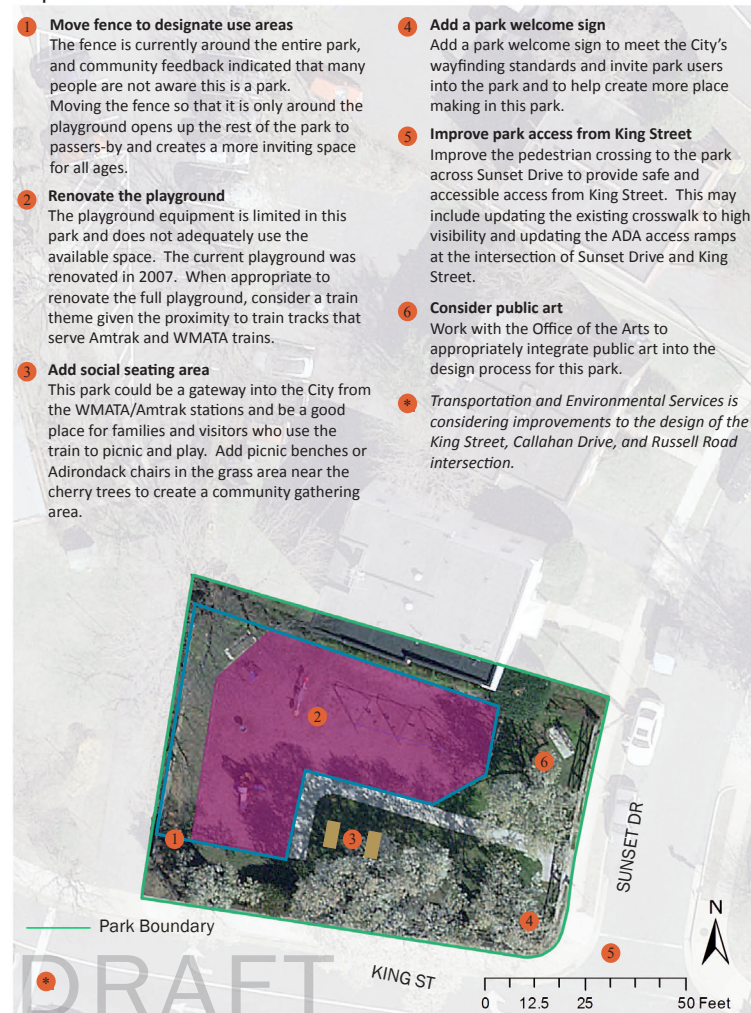 1 Move fence to designate use areas
The fence is currently around the entire park,
and community feedback indicated that many
people are not aware this is a park.
Moving the fence so that it is only around the
playground opens up the rest of the park to
passers-by and creates a more inviting space
for all ages.
2 Renovate the playground
The playground equipment is limited in this
park and does not adequately use the
available space. The current playground was
renovated in 2007. When appropriate to
renovate the full playground, consider a train
theme given the proximity to train tracks that
serve Amtrak and WMATA trains.
3 Add social seating area
This park could be a gateway into the City from
the WMATA/Amtrak stations and be a good
place for families and visitors who use the
train to picnic and play. Add picnic benches or
Adirondack chairs in the grass area near the
cherry trees to create a community gathering
area.
4 Add a park welcome sign
Add a park welcome sign to meet the City's
wayfinding standards and invite park users
into the park and to help create more place
making in this park.
5 Improve park access from King Street
Improve the pedestrian crossing to the park
across Sunset Drive to provide safe and
accessible access from King Street. This may
include updating the existing crosswalk to high
visibility and updating the ADA access ramps
at the intersection of Sunset Drive and King
Street.
6 Consider public art
Work with the Office of the Arts to
appropriately integrate public art into the
design process for this park.
* Transportation and Environmental Services is
considering improvements to the design of the
King Street, Callahan Drive, and Russell Road
intersection.
2
6
1
3
SUNSET DR
4
Park Boundary
N
5
KING ST
*
DRAFT
0 12.5 25 50 Feet